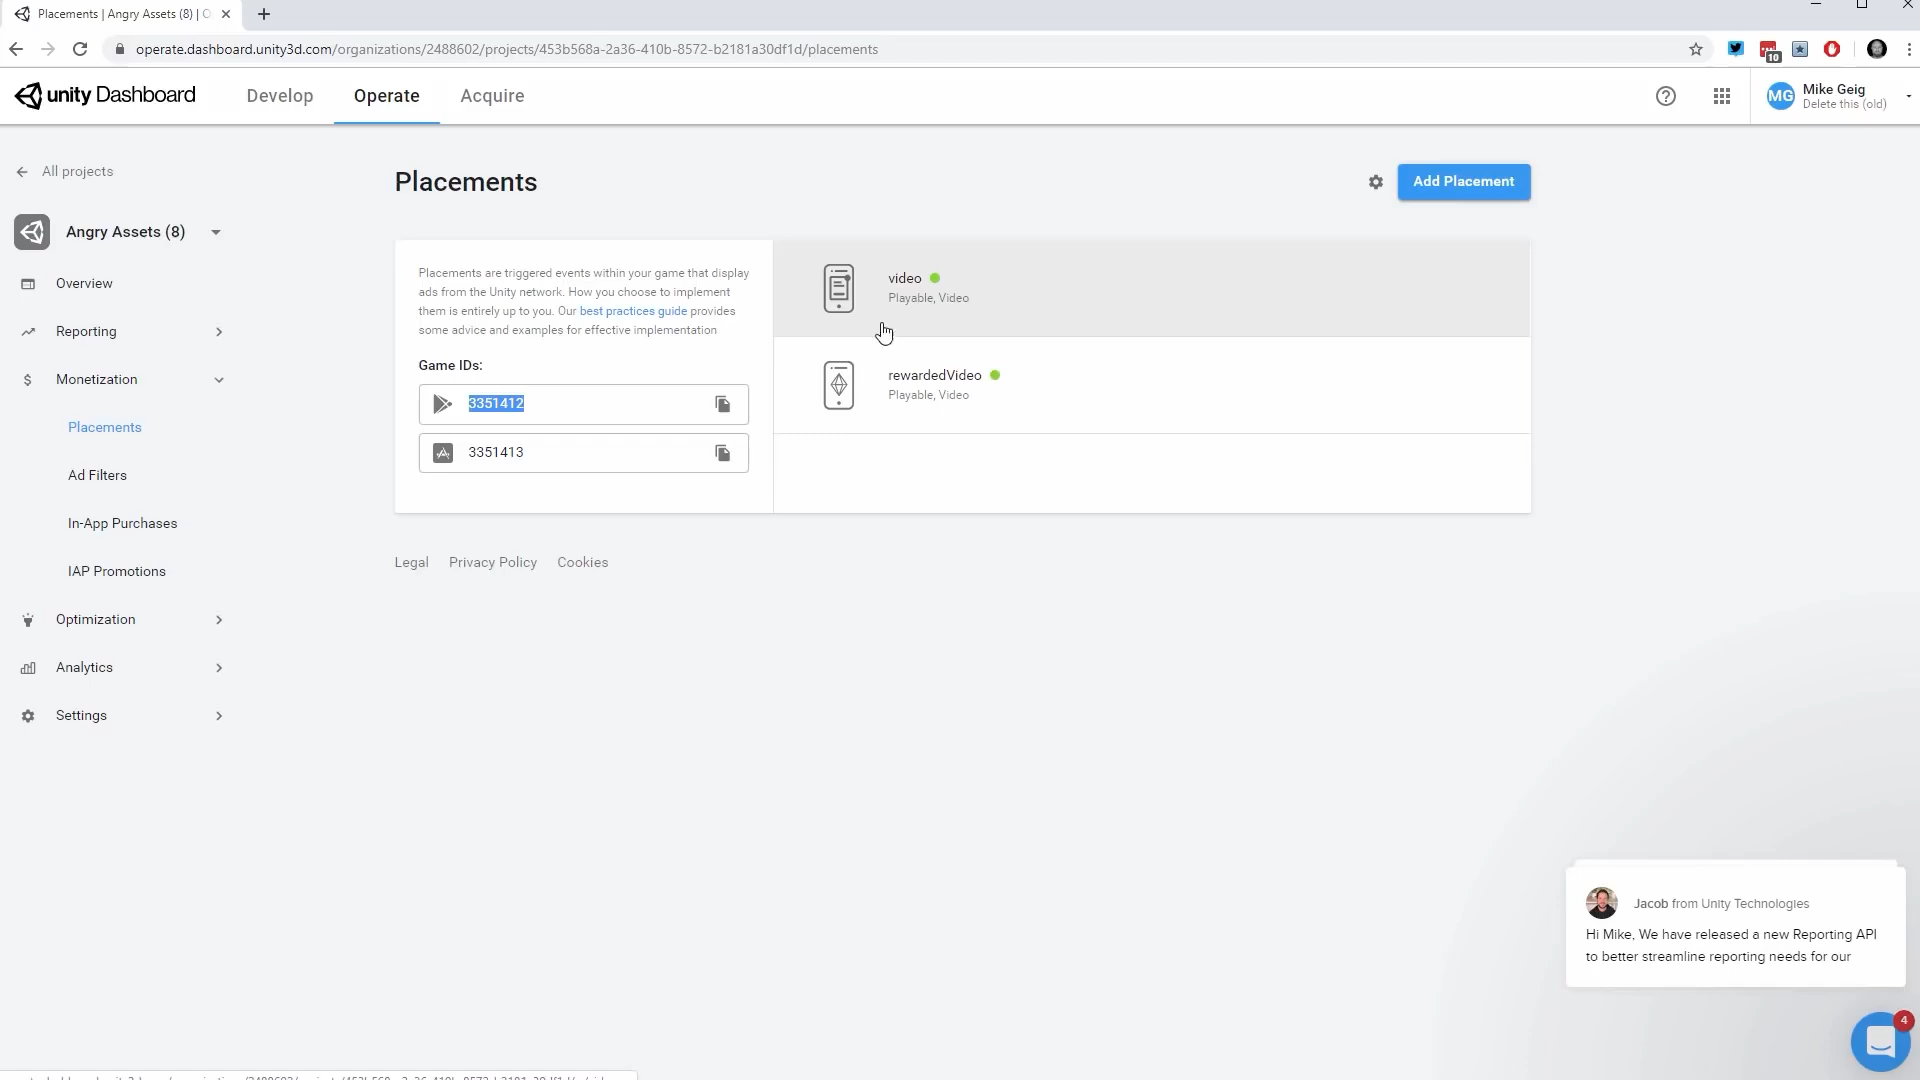 Placements | Angry Assets (8) | O
operate.dashboard.unity3d.com/organizations/2488602/projects/453b568a-2a36-410b-8572-b2181a30df1d/placements
10
unity Dashboard
Develop
Operate
Acquire
MG
Mike Geig
Delete this (old)
All projects
Angry Assets (8)
Overview
Reporting
Monetization
Placements
Ad Filters
In-App Purchases
IAP Promotions
Optimization
Analytics
Settings
Placements
Add Placement
Placements are triggered events within your game that display
ads from the Unity network. How you choose to implement
them is entirely up to you. Our best practices guide provides
some advice and examples for effective implementation
Game IDs:
3351412
3351413
video
Playable, Video
rewardedVideo
Playable, Video
Legal
Privacy Policy
Cookies
Jacob from Unity Technologies
Hi Mike, We have released a new Reporting API
to better streamline reporting needs for our
4